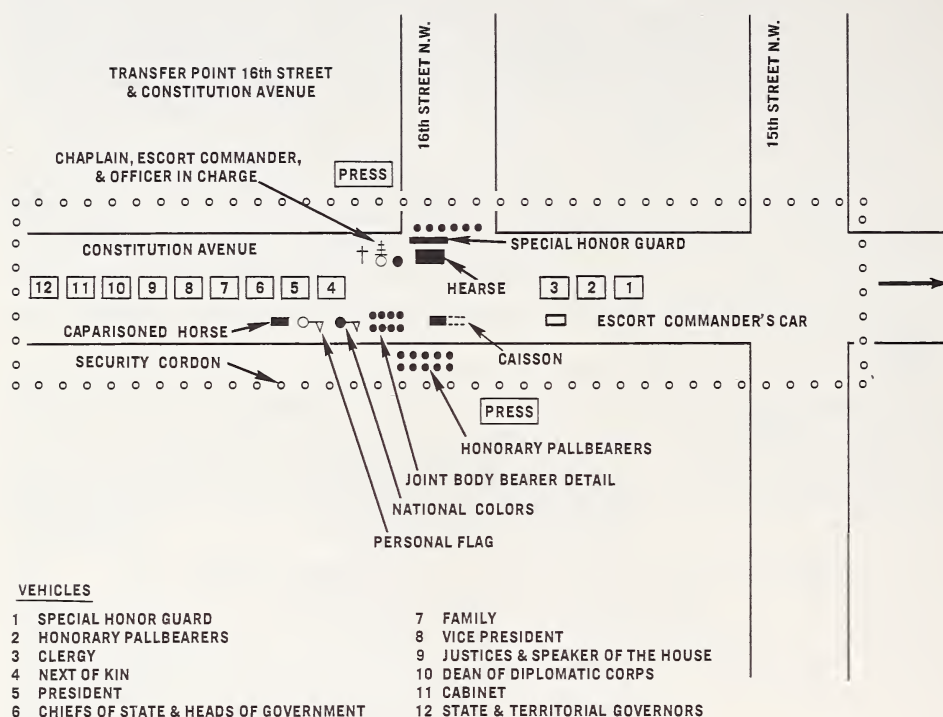 16th STREET N.W.
15th STREET N.W.
TRANSFER POINT 16th STREET
& CONSTITUTION AVENUE
CHAPLAIN, ESCORT COMMANDER,
& OFFICER IN CHARGE
PRESS
CONSTITUTION AVENUE
SPECIAL HONOR GUARD
HEARSE
12 11 10 9 8 7 6 5 4 3 2 1
CAPARISONED HORSE
ESCORT COMMANDER'S CAR
SECURITY CORDON
CAISSON
PRESS
HONORARY PALLBEARERS
JOINT BODY BEARER DETAIL
NATIONAL COLORS
PERSONAL FLAG
VEHICLES
1 SPECIAL HONOR GUARD
2 HONORARY PALLBEARERS
3 CLERGY
4 NEXT OF KIN
5 PRESIDENT
6 CHIEFS OF STATE & HEADS OF GOVERNMENT
7 FAMILY
8 VICE PRESIDENT
9 JUSTICES & SPEAKER OF THE HOUSE
10 DEAN OF DIPLOMATIC CORPS
11 CABINET
12 STATE & TERRITORIAL GOVERNORS